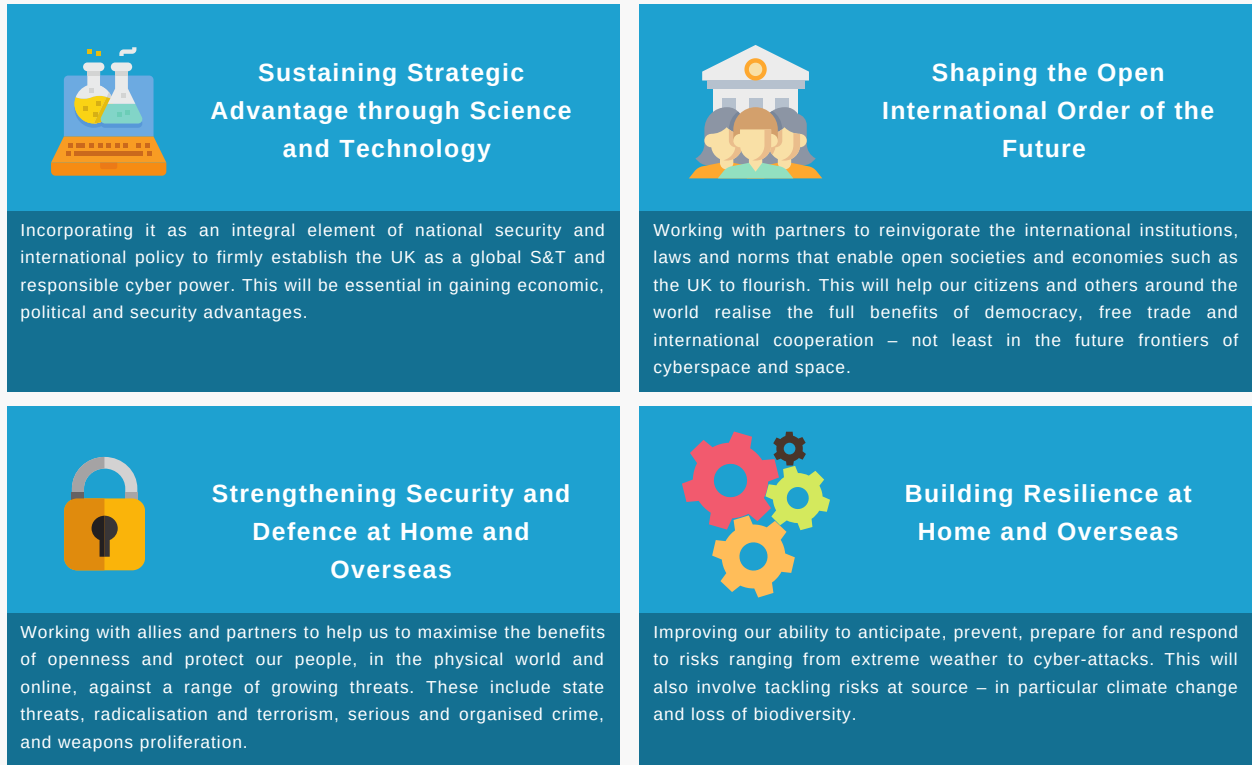 Sustaining Strategic
Advantage through Science
and Technology
Incorporating it as an integral element of national security and
international policy to firmly establish the UK as a global S&T and
responsible cyber power. This will be essential in gaining economic,
political and security advantages.
Shaping the Open
International Order of the
Future
Working with partners to reinvigorate the international institutions,
laws and norms that enable open societies and economies such as
the UK to flourish. This will help our citizens and others around the
world realise the full benefits of democracy, free trade and
international cooperation – not least in the future frontiers of
cyberspace and space.
Strengthening Security and
Defence at Home and
Overseas
Working with allies and partners to help us to maximise the benefits
of openness and protect our people, in the physical world and
online, against a range of growing threats. These include state
threats, radicalisation and terrorism, serious and organised crime,
and weapons proliferation.
Building Resilience at
Home and Overseas
Improving our ability to anticipate, prevent, prepare for and respond
to risks ranging from extreme weather to cyber-attacks. This will
also involve tackling risks at source – in particular climate change
and loss of biodiversity.